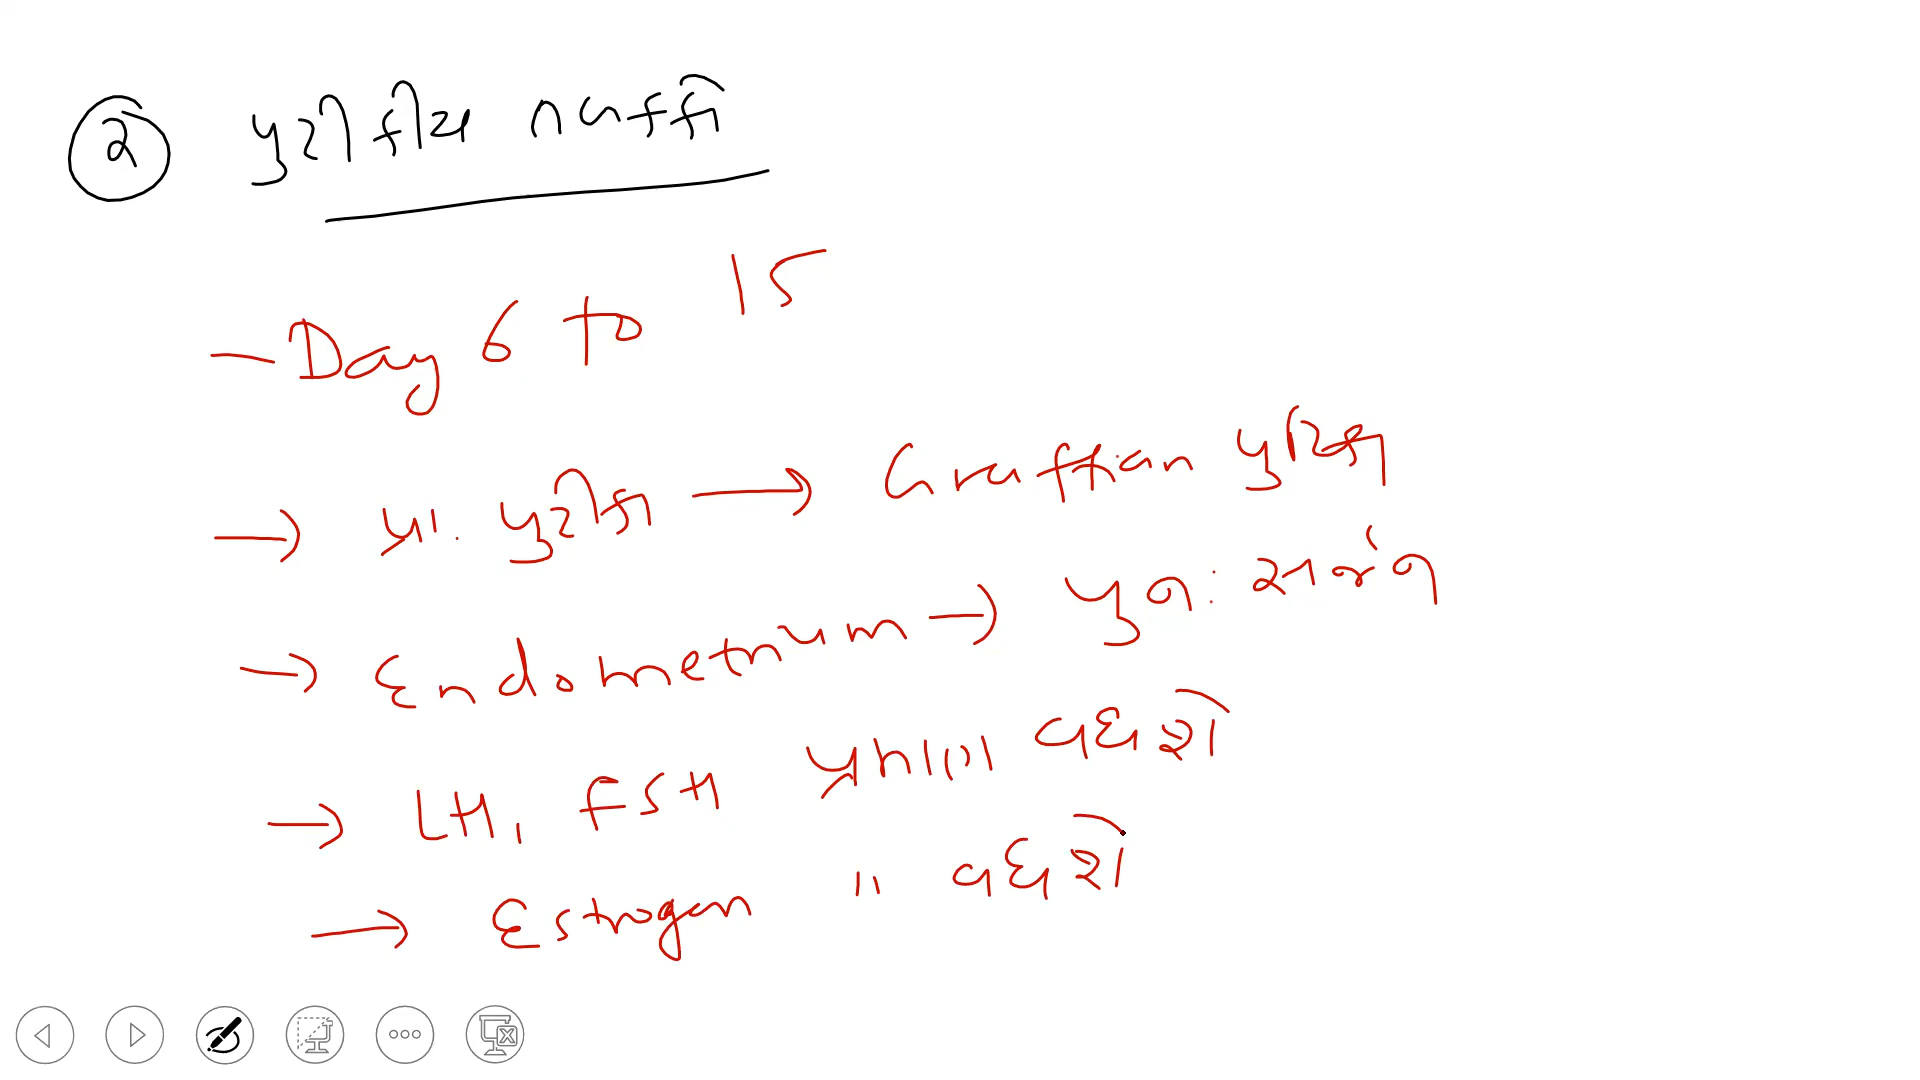 ૨ પુટીકીય તબક્કો
- Day 6 to 15
→ પ્રા. પુટીકા → Graffian પુટિકા
→ Endometrium → પુન: સર્જન
→ LH, FSH પ્રમાણ વધશે
→ Estrogen " વધશે